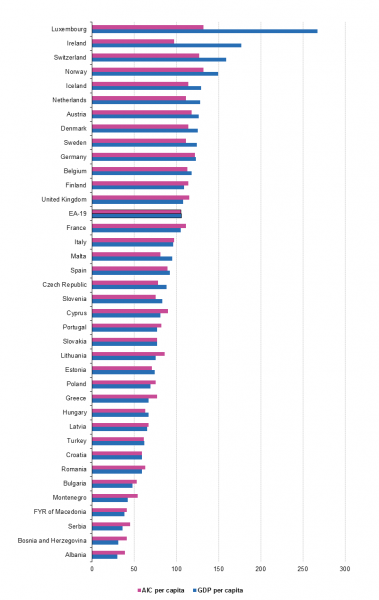 Luxembourg
Ireland
Switzerland
Norway
Iceland
Netherlands
Austria
Denmark
Sweden
Germany
Belgium
Finland
United Kingdom
EA-19
France
Italy
Malta
Spain
Czech Republic
Slovenia
Cyprus
Portugal
Slovakia
Lithuania
Estonia
Poland
Greece
Hungary
Latvia
Turkey
Croatia
Romania
Bulgaria
Montenegro
FYR of Macedonia
Serbia
Bosnia and Herzegovina
Albania
0 50 100 150 200 250 300
AIC per capita GDP per capita